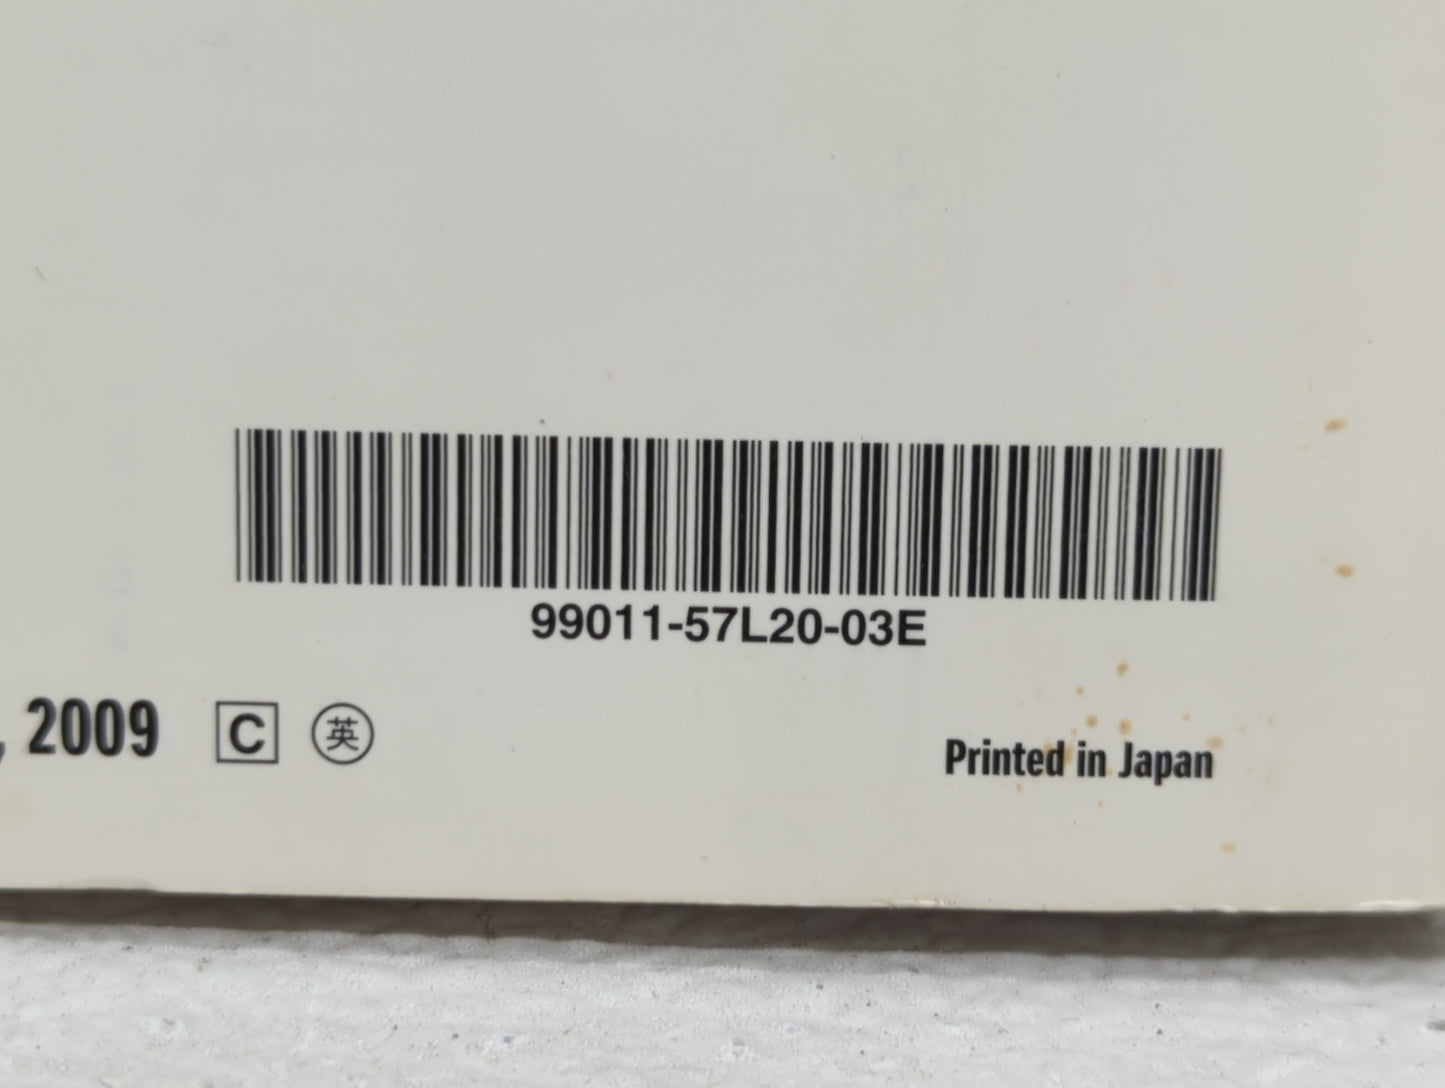 99011-57L20-03E
, 2009 C 英
Printed in Japan